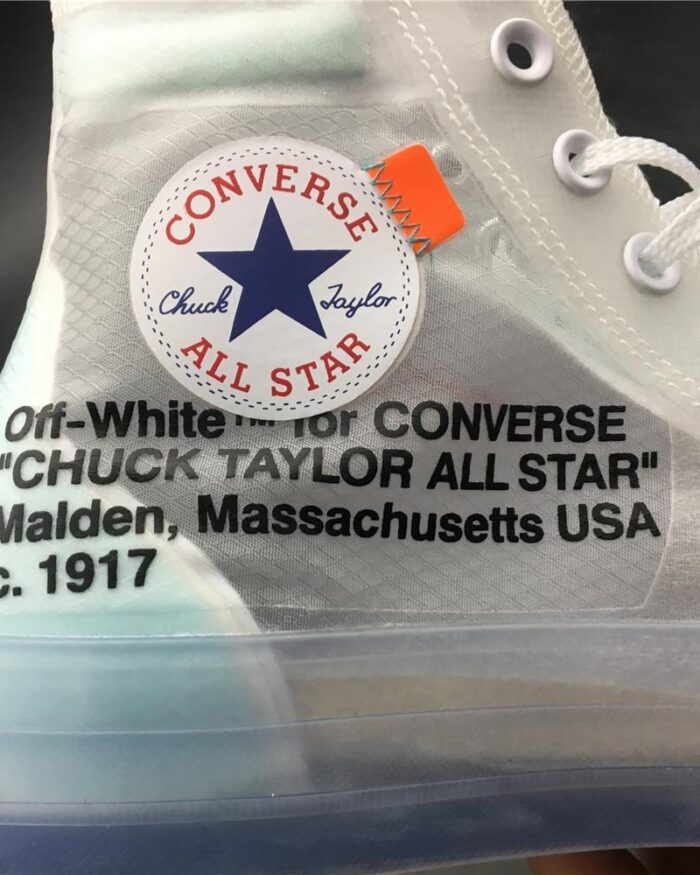 CONVERSE
Chuck Taylor
ALL STAR
Off-White™ for CONVERSE
"CHUCK TAYLOR ALL STAR"
Malden, Massachusetts USA
c. 1917